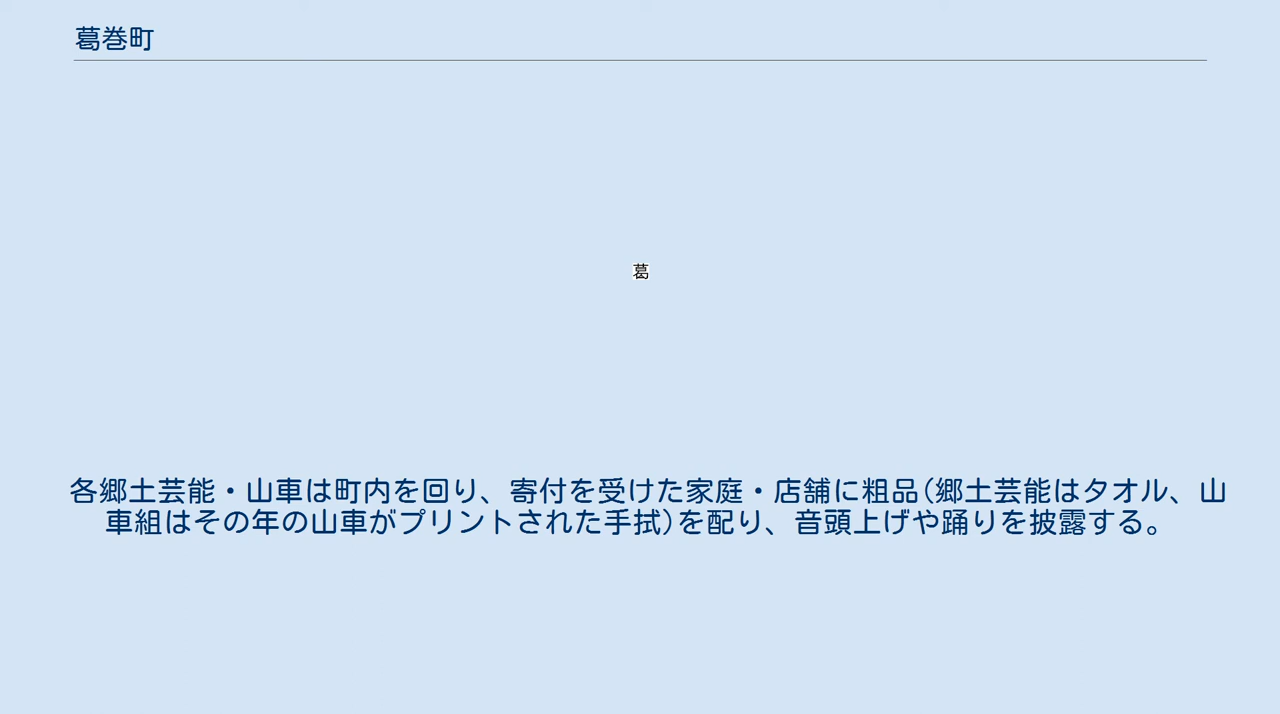 葛巻町
葛
各郷土芸能・山車は町内を回り、寄付を受けた家庭・店舗に粗品(郷土芸能はタオル、山
車組はその年の山車がプリントされた手拭)を配り、音頭上げや踊りを披露する。